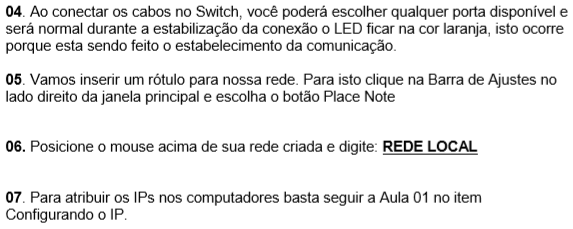 04. Ao conectar os cabos no Switch, você poderá escolher qualquer porta disponível e
será normal durante a estabilização da conexão o LED ficar na cor laranja, isto ocorre
porque esta sendo feito o estabelecimento da comunicação.
05. Vamos inserir um rótulo para nossa rede. Para isto clique na Barra de Ajustes no
lado direito da janela principal e escolha o botão Place Note
06. Posicione o mouse acima de sua rede criada e digite: REDE LOCAL
07. Para atribuir os IPs nos computadores basta seguir a Aula 01 no item
Configurando o IP.